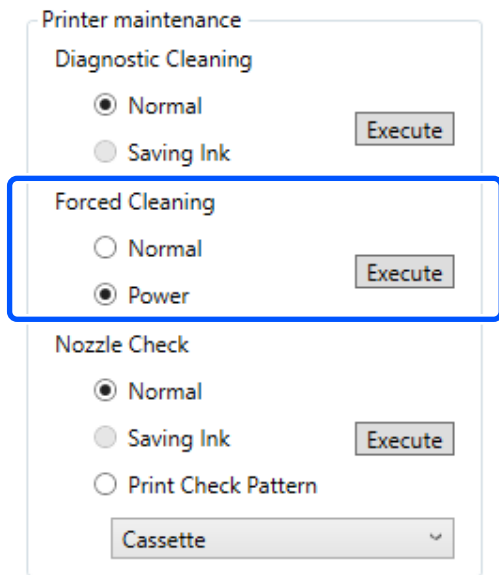 Printer maintenance
Diagnostic Cleaning
Normal
Execute
Saving Ink
Forced Cleaning
Normal
Execute
Power
Nozzle Check
Normal
Saving Ink
Execute
Print Check Pattern
Cassette